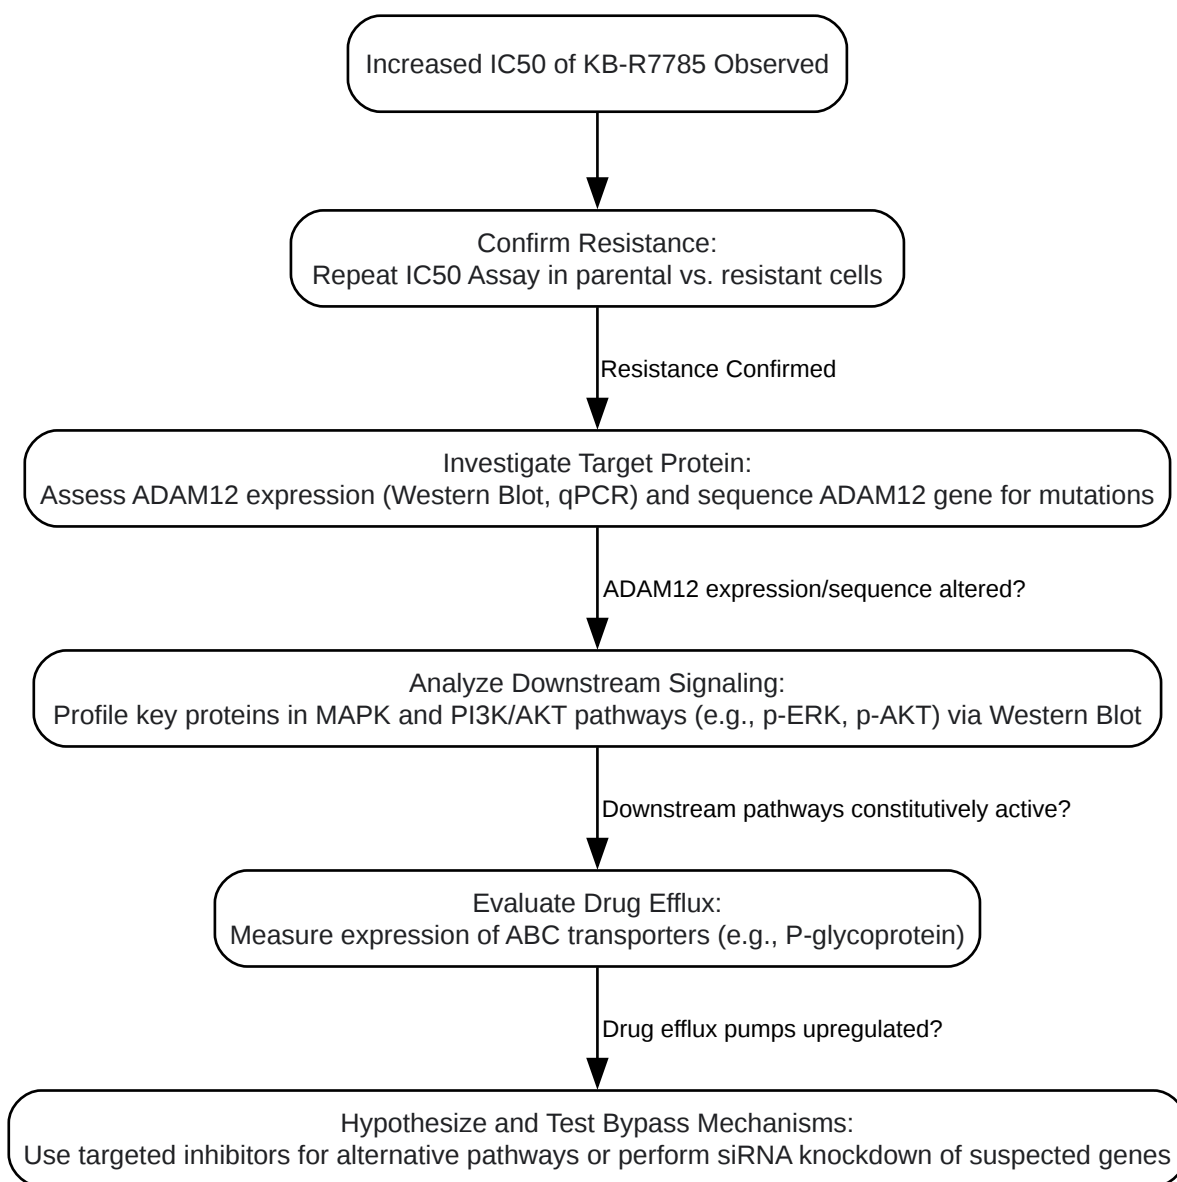 Increased IC50 of KB-R7785 Observed
Confirm Resistance:
Repeat IC50 Assay in parental vs. resistant cells
Resistance Confirmed
Investigate Target Protein:
Assess ADAM12 expression (Western Blot, qPCR) and sequence ADAM12 gene for mutations
ADAM12 expression/sequence altered?
Analyze Downstream Signaling:
Profile key proteins in MAPK and PI3K/AKT pathways (e.g., p-ERK, p-AKT) via Western Blot
Downstream pathways constitutively active?
Evaluate Drug Efflux:
Measure expression of ABC transporters (e.g., P-glycoprotein)
Drug efflux pumps upregulated?
Hypothesize and Test Bypass Mechanisms:
Use targeted inhibitors for alternative pathways or perform siRNA knockdown of suspected genes